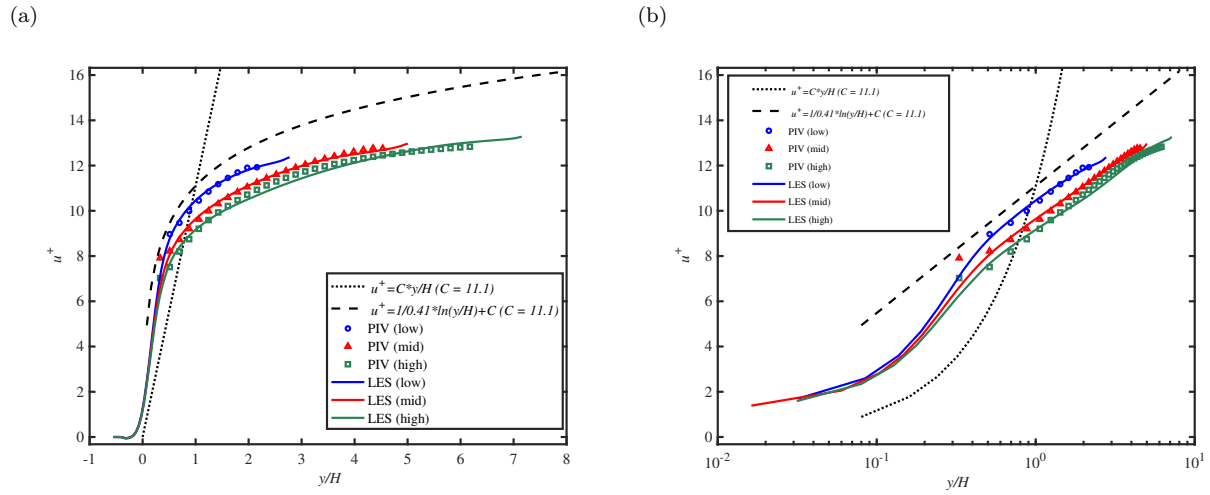 (a)
(b)
16
14
12
10
8
6
4
2
0
u+
-1 0 1 2 3 4 5 6 7 8
y/H
u+=C*y/H (C = 11.1)
u+=1/0.41*ln(y/H)+C (C = 11.1)
PIV (low)
PIV (mid)
PIV (high)
LES (low)
LES (mid)
LES (high)
16
14
12
10
8
6
4
2
0
u+
10-2 10-1 100 101
y/H
u+=C*y/H (C = 11.1)
u+=1/0.41*ln(y/H)+C (C = 11.1)
PIV (low)
PIV (mid)
PIV (high)
LES (low)
LES (mid)
LES (high)